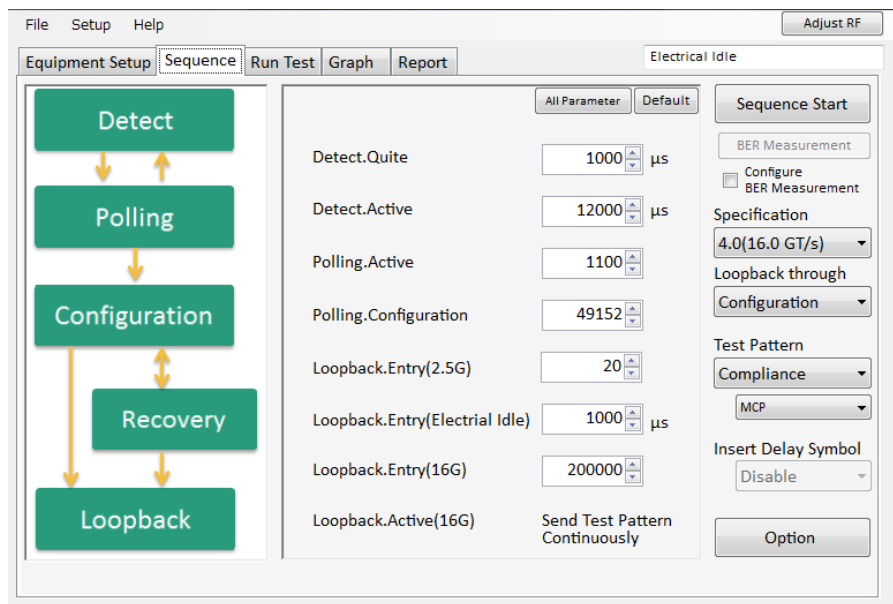 File Setup Help
Adjust RF
Equipment Setup Sequence Run Test Graph Report
Electrical Idle
Detect
Polling
Configuration
Recovery
Loopback
All Parameter Default
Detect.Quite 1000 µs
Detect.Active 12000 µs
Polling.Active 1100
Polling.Configuration 49152
Loopback.Entry(2.5G) 20
Loopback.Entry(Electrial Idle) 1000 µs
Loopback.Entry(16G) 200000
Loopback.Active(16G) Send Test Pattern
Continuously
Sequence Start
BER Measurement
Configure
BER Measurement
Specification
4.0(16.0 GT/s)
Loopback through
Configuration
Test Pattern
Compliance
MCP
Insert Delay Symbol
Disable
Option